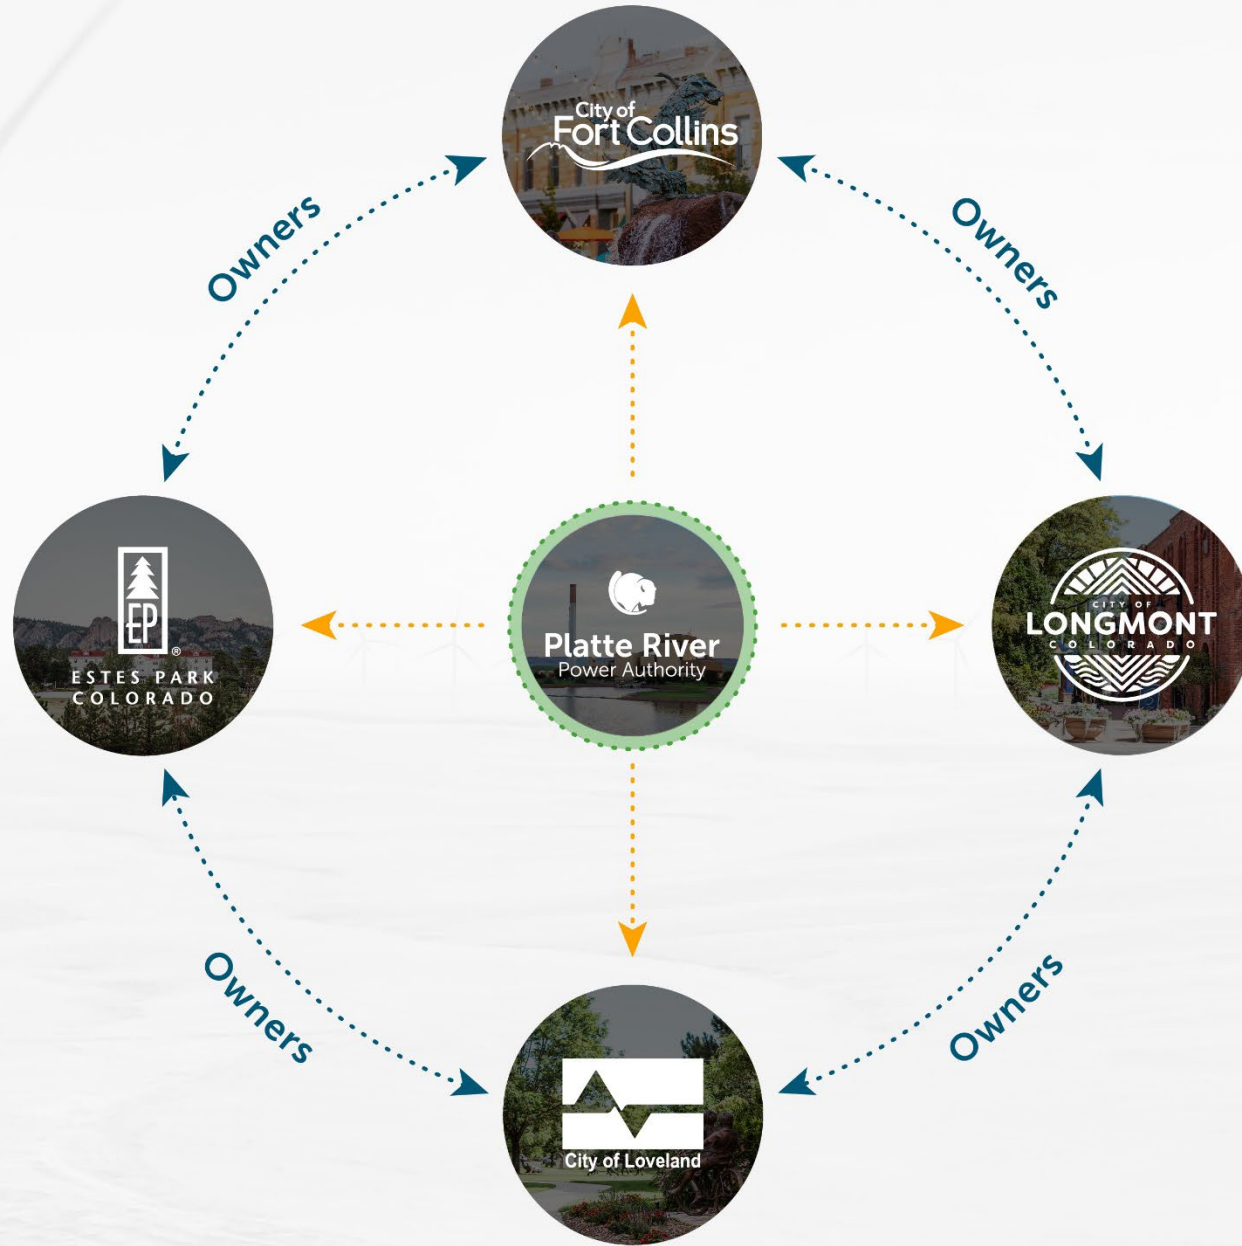 City of
Fort Collins
Owners
Owners
EP
®
ESTES PARK
COLORADO
Platte River
Power Authority
CITY OF
LONGMONT
COLORADO
Owners
Owners
City of Loveland